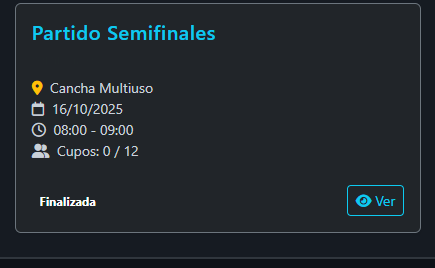 Partido Semifinales
Cancha Multiuso
16/10/2025
08:00 - 09:00
Cupos: 0 / 12
Finalizada
Ver